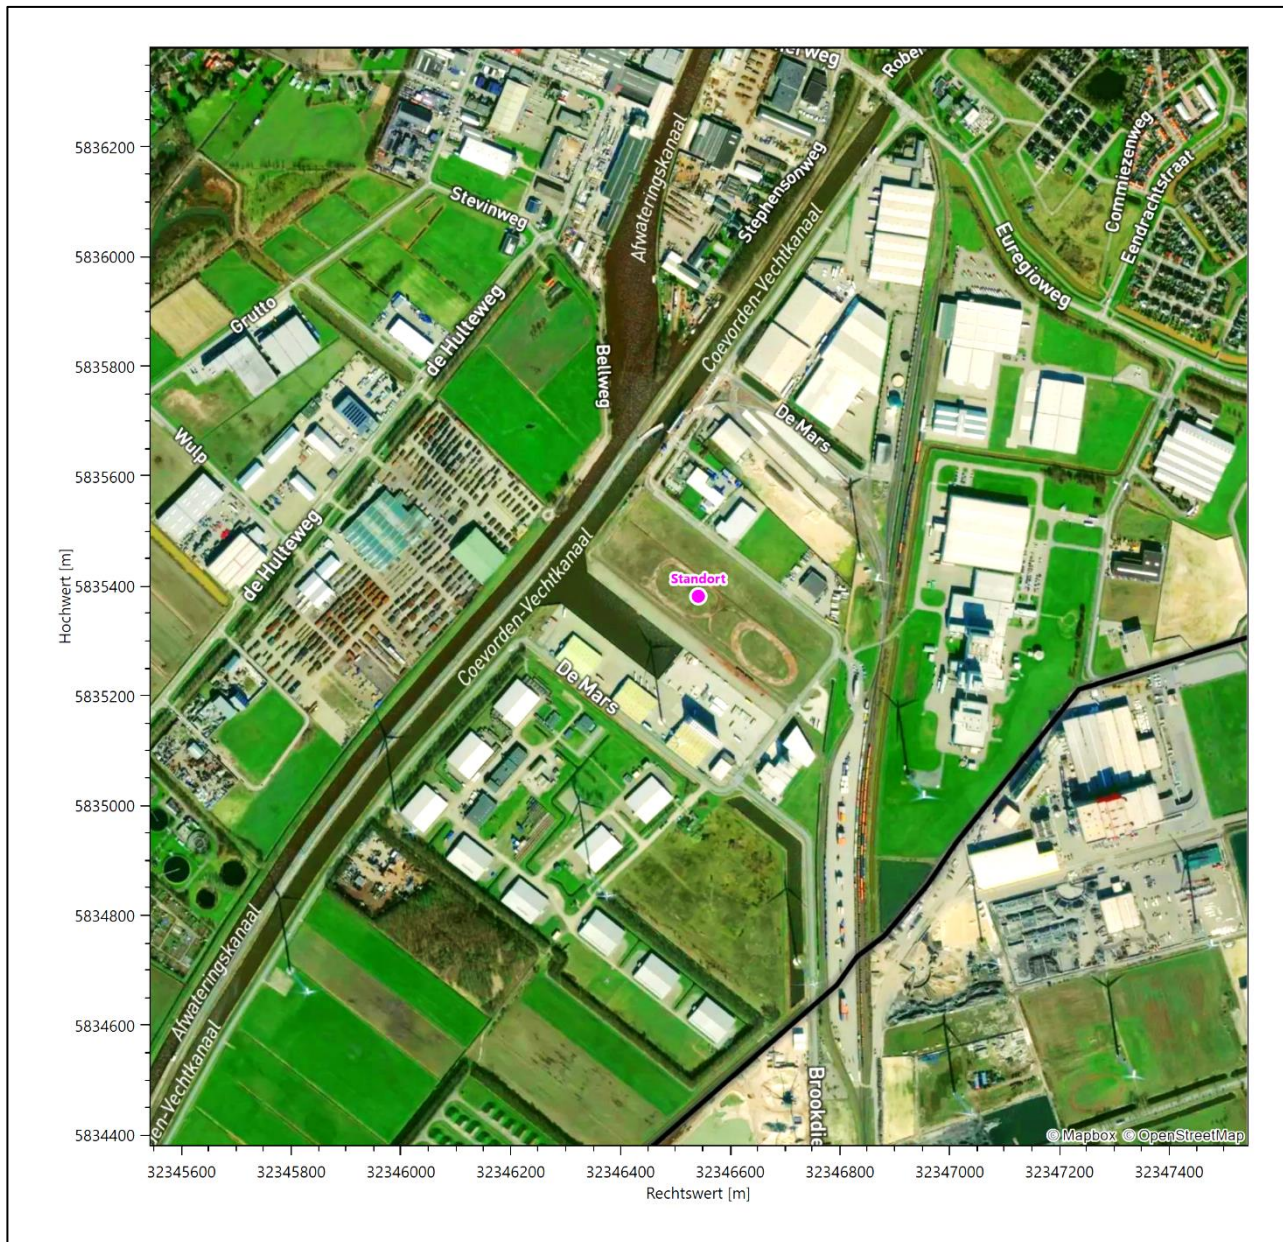 Rober
5836200
Stevinweg
Afwateringskanaal
Stephensonweg
Commiezenweg
Eendrachtstraat
5836000
Grutto
de Hulteweg
Coevorden-Vechtkanaal
Euregioweg
5835800
Bellweg
De Mars
Wulp
5835600
de Hulteweg
Hochwert [m]
Coevorden-Vechtkanaal
Standort
5835400
De Mars
5835200
5835000
Afwateringskanaal
5834800
en-Vechtkanaal
5834600
Brookdie
5834400
© Mapbox © OpenStreetMap
32345600 32345800 32346000 32346200 32346400 32346600 32346800 32347000 32347200 32347400
Rechtswert [m]